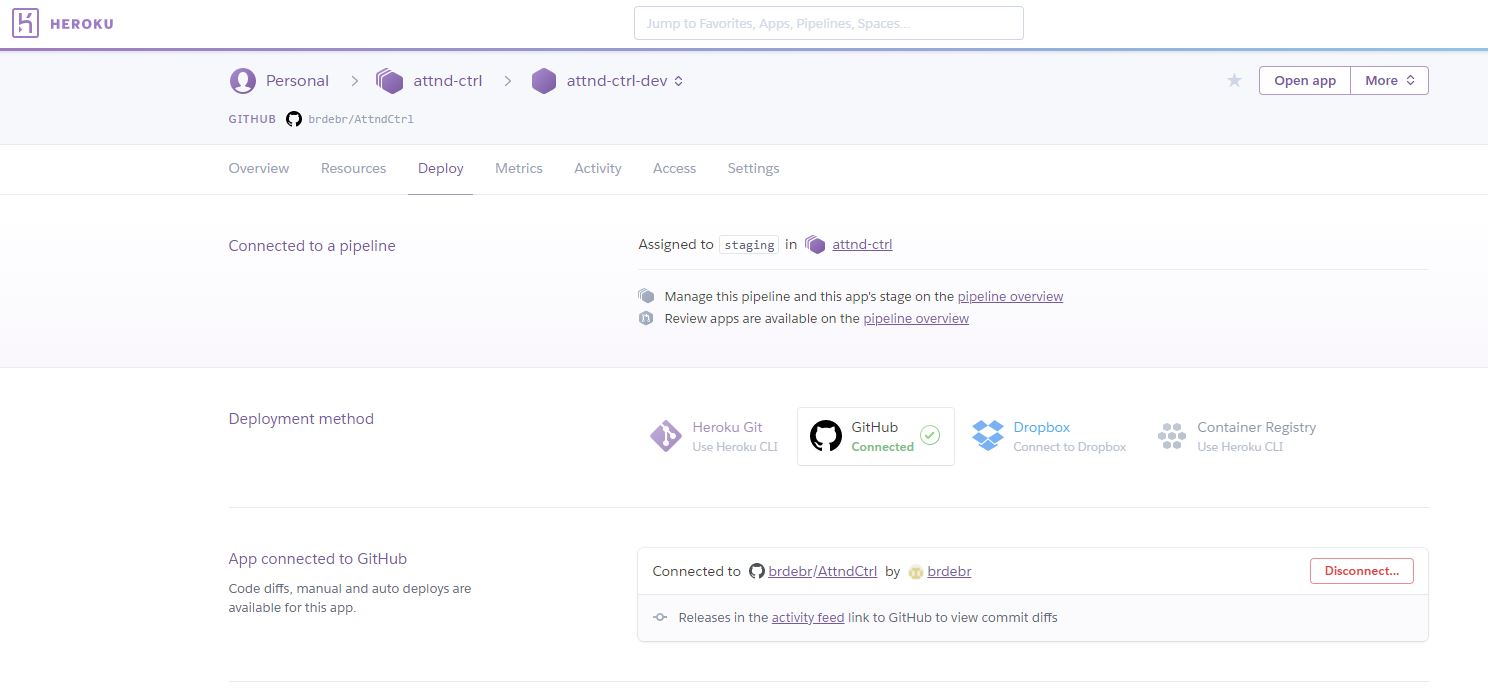 HEROKU
Jump to Favorites, Apps, Pipelines, Spaces...
Personal > attnd-ctrl > attnd-ctrl-dev
Open app
More
GITHUB brdebr/AttndCtrl
Overview Resources Deploy Metrics Activity Access Settings
Connected to a pipeline
Assigned to staging in attnd-ctrl
Manage this pipeline and this app's stage on the pipeline overview
Review apps are available on the pipeline overview
Deployment method
Heroku Git
Use Heroku CLI
GitHub
Connected
Dropbox
Connect to Dropbox
Container Registry
Use Heroku CLI
App connected to GitHub
Code diffs, manual and auto deploys are
available for this app.
Connected to brdebr/AttndCtrl by brdebr
Disconnect...
Releases in the activity feed link to GitHub to view commit diffs